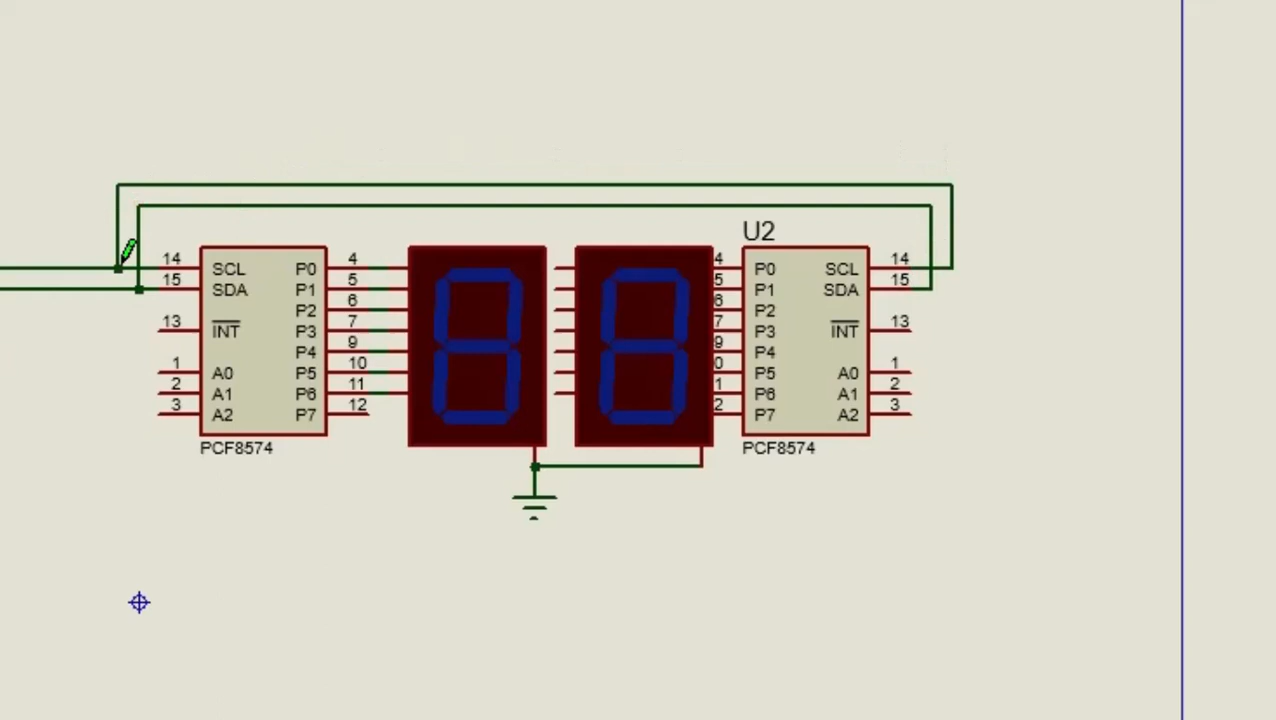 U2
14 SCL P0 4
15 SDA P1 5
P2 6
13 INT P3 7
P4 9
1 A0 P5 10
2 A1 P6 11
3 A2 P7 12
PCF8574
4 P0 SCL 14
5 P1 SDA 15
6 P2
7 P3 INT 13
9 P4
0 P5 A0 1
1 P6 A1 2
2 P7 A2 3
PCF8574